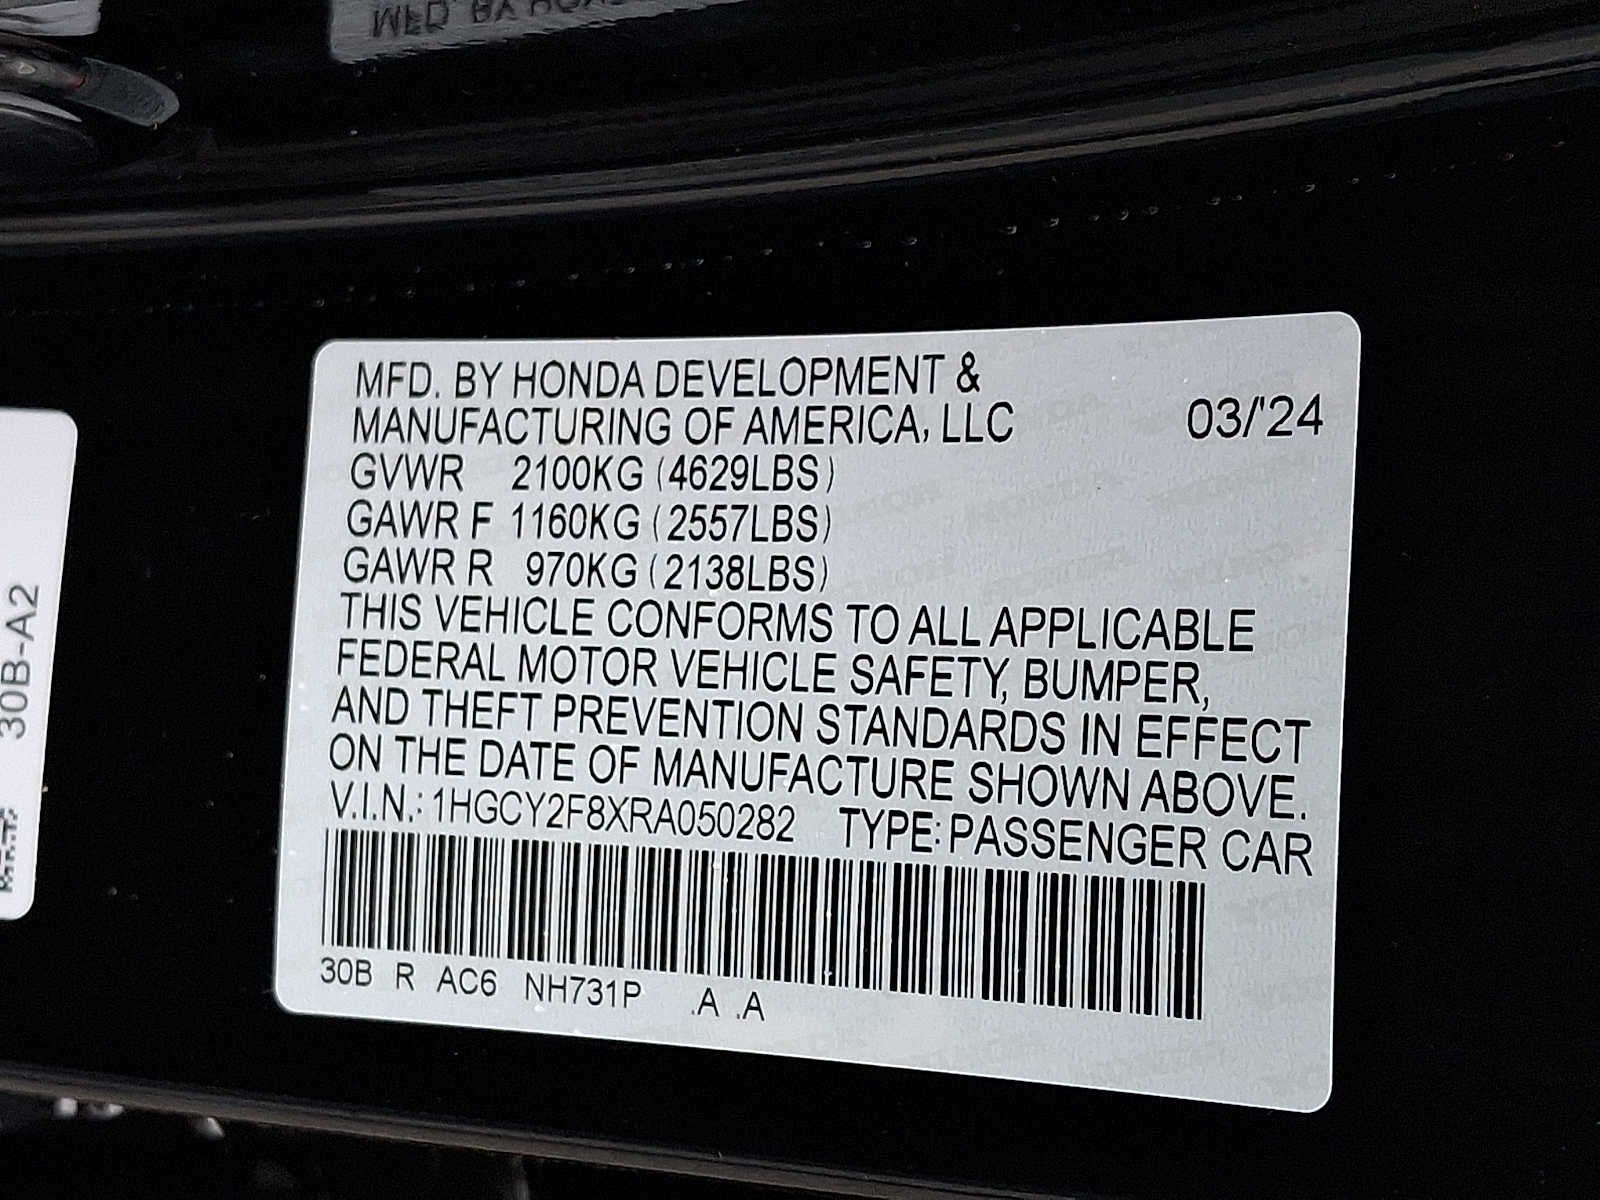 MFD. BY HONDA DEVELOPMENT &
MANUFACTURING OF AMERICA, LLC 03/'24
GVWR 2100KG (4629LBS)
GAWR F 1160KG (2557LBS)
GAWR R 970KG (2138LBS)
THIS VEHICLE CONFORMS TO ALL APPLICABLE
FEDERAL MOTOR VEHICLE SAFETY, BUMPER,
AND THEFT PREVENTION STANDARDS IN EFFECT
ON THE DATE OF MANUFACTURE SHOWN ABOVE.
V.I.N.: 1HGCY2F8XRA050282 TYPE: PASSENGER CAR
30B R AC6 NH731P .A .A
30B-A2
MFD. BY